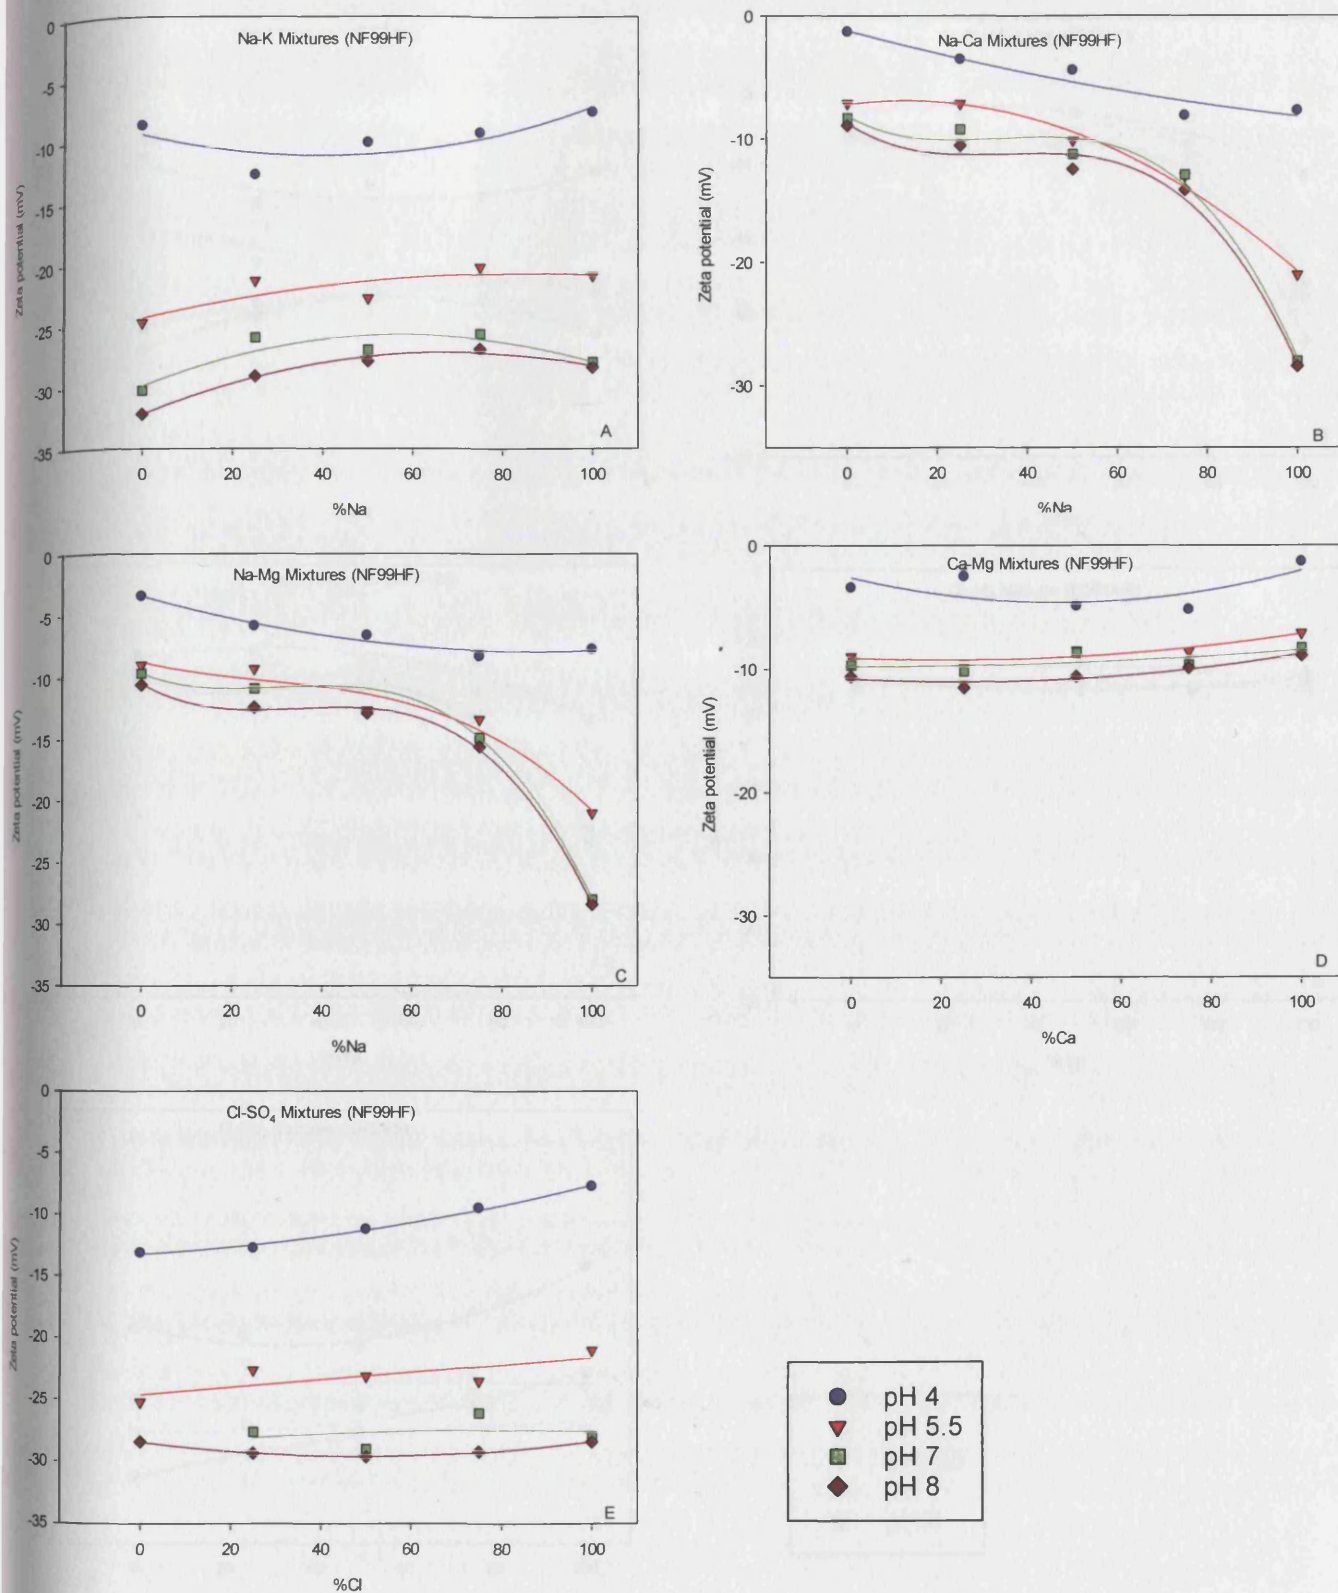 Na-K Mixtures (NF99HF)
0
-5
-10
-15
-20
-25
-30
-35
Zeta potential (mV)
0 20 40 60 80 100
%Na
A
Na-Ca Mixtures (NF99HF)
0
-10
-20
-30
Zeta potential (mV)
0 20 40 60 80 100
%Na
B
Na-Mg Mixtures (NF99HF)
0
-5
-10
-15
-20
-25
-30
-35
Zeta potential (mV)
0 20 40 60 80 100
%Na
C
Ca-Mg Mixtures (NF99HF)
0
-10
-20
-30
Zeta potential (mV)
0 20 40 60 80 100
%Ca
D
Cl-SO₄ Mixtures (NF99HF)
0
-5
-10
-15
-20
-25
-30
-35
Zeta potential (mV)
0 20 40 60 80 100
%Cl
E
pH 4
pH 5.5
pH 7
pH 8